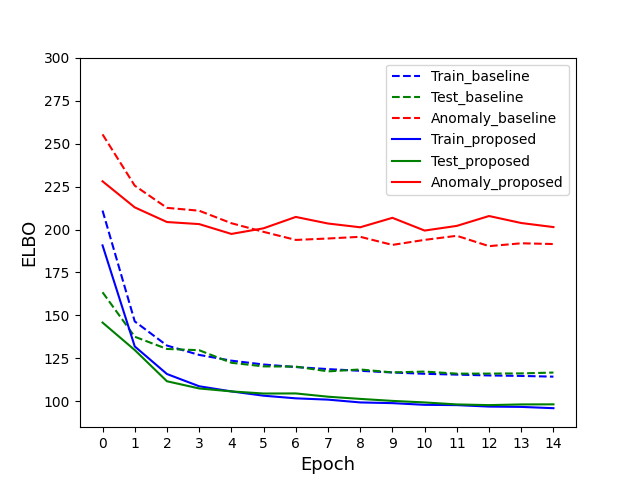 300
275
250
225
200
175
150
125
100
ELBO
Train_baseline
Test_baseline
Anomaly_baseline
Train_proposed
Test_proposed
Anomaly_proposed
0 1 2 3 4 5 6 7 8 9 10 11 12 13 14
Epoch